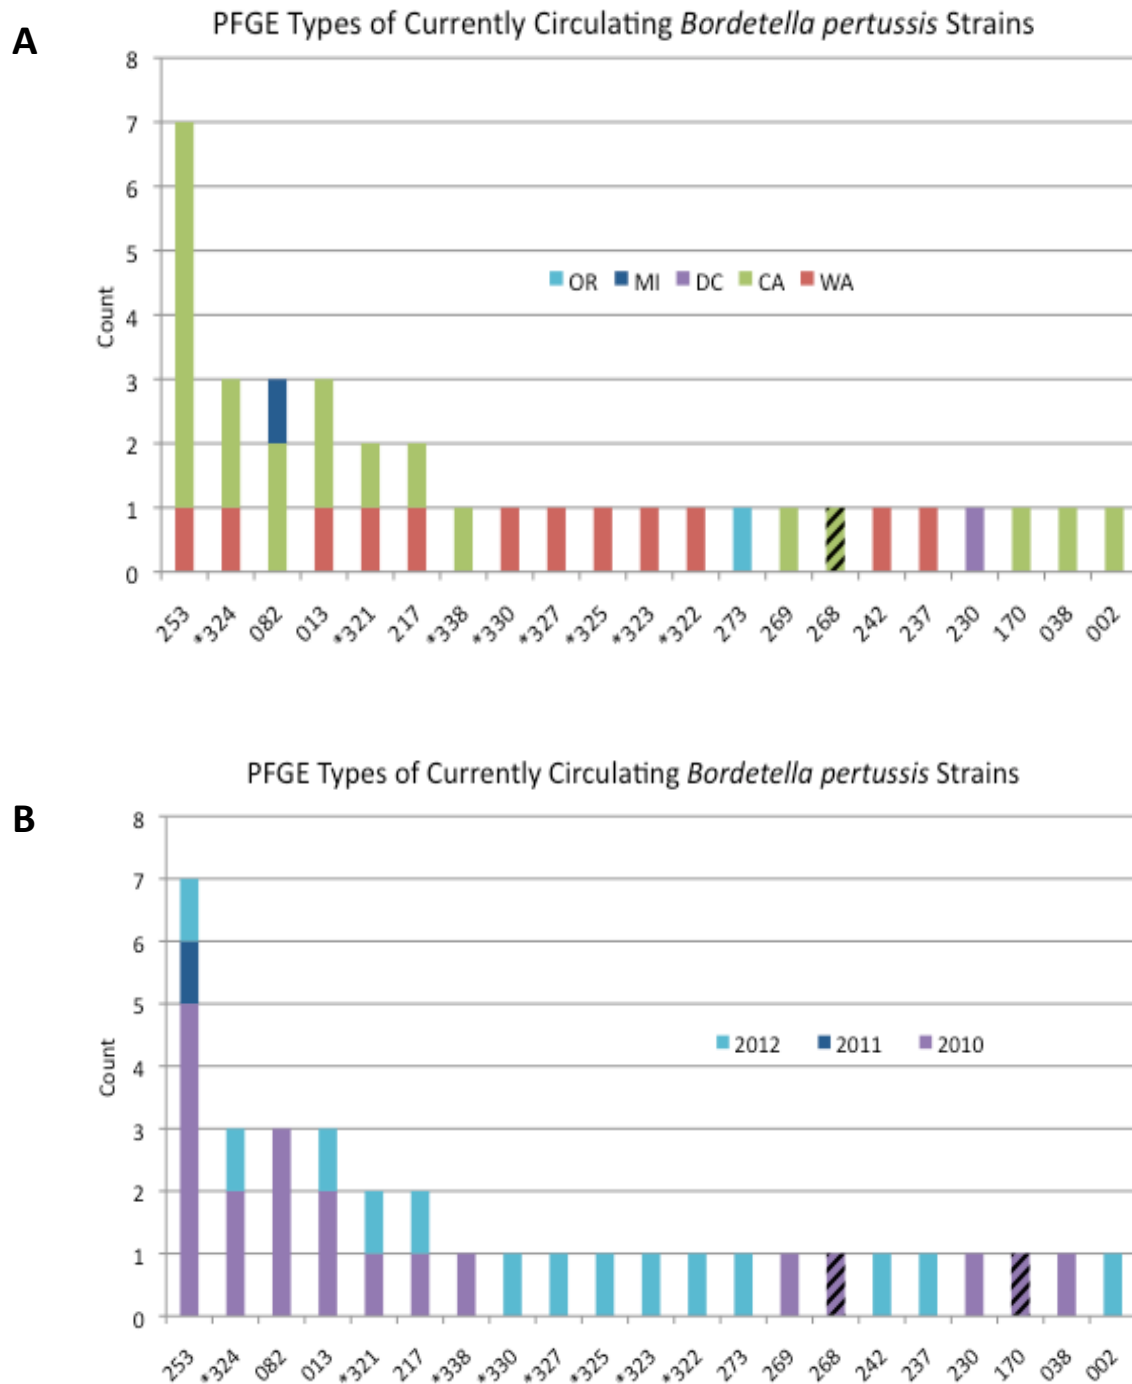 A
PFGE Types of Currently Circulating Bordetella pertussis Strains
8
7
6
5
4
3
2
1
0
Count
OR MI DC CA WA
253 *324 082 013 *321 217 *338 *330 *327 *325 *323 *322 273 269 268 242 237 230 170 038 002
PFGE Types of Currently Circulating Bordetella pertussis Strains
B
8
7
6
5
4
3
2
1
0
Count
2012 2011 2010
253 *324 082 013 *321 217 *338 *330 *327 *325 *323 *322 273 269 268 242 237 230 170 038 002